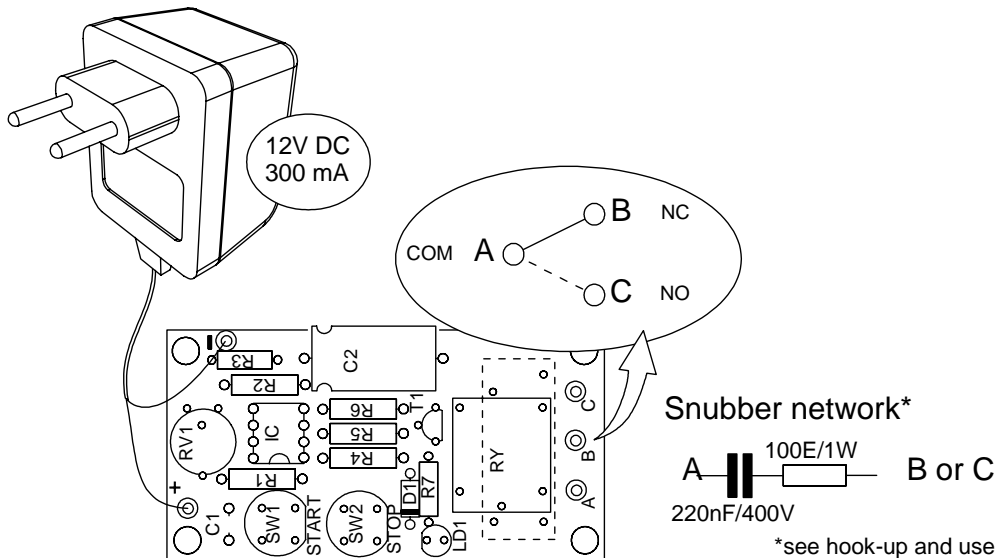 12V DC
300 mA
B NC
COM A
C NO
C2
R3
R2
T1
C
R6
R5
R4
IC
RV1
R1
RY
B
A
D1
R7
+
-
C1
SW1
START
SW2
STOP
LD1
Snubber network*
100E/1W
A B or C
220nF/400V
*see hook-up and use